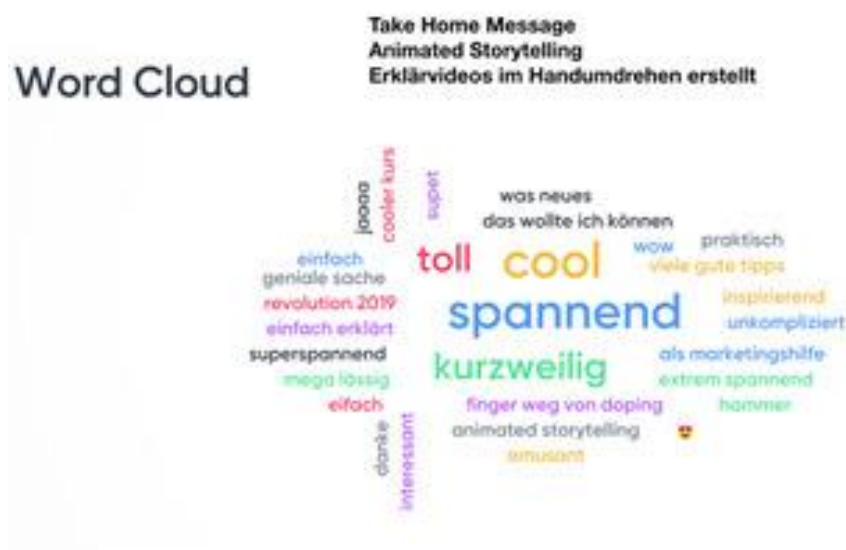 Take Home Message
Animated Storytelling
Erklärvideos im Handumdrehen erstellt
Word Cloud
jaaaa
cooler kurs
supet
was neues
das wollte ich können
einfach
toll
cool
wow
praktisch
geniale sache
viele gute tipps
revolution 2019
spannend
inspirierend
einfach erklärt
unkompliziert
superspannend
kurzweilig
als marketingshilfe
mega lässig
extrem spannend
eifach
finger weg von doping
hammer
danke
interessant
animated storytelling
amusant